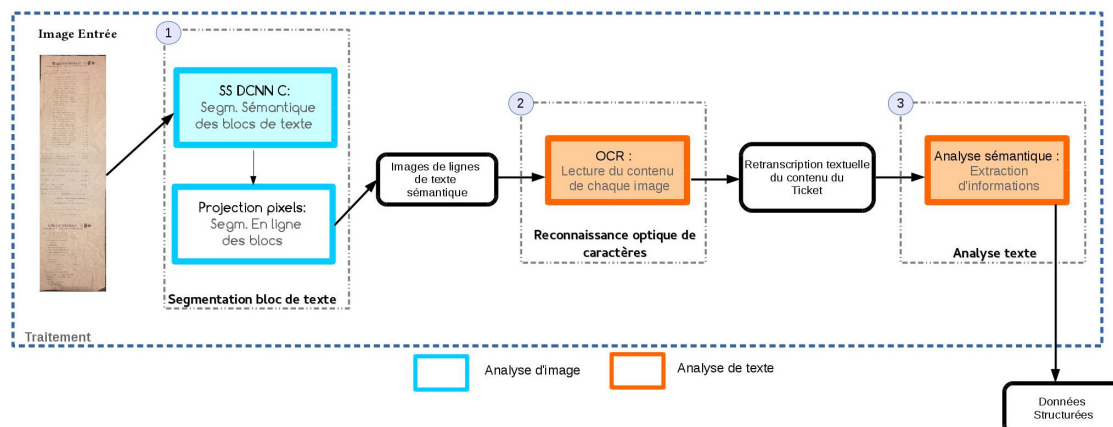 Image Entrée
1
SS DCNN C:
Segm. Sémantique
des blocs de texte
Projection pixels:
Segm. En ligne
des blocs
Segmentation bloc de texte
Images de lignes
de texte
sémantique
2
OCR :
Lecture du contenu
de chaque image
Reconnaissance optique de
caractères
Retranscription textuelle
du contenu du
Ticket
3
Analyse sémantique :
Extraction
d'informations
Analyse texte
Traitement
Analyse d'image
Analyse de texte
Données
Structurées